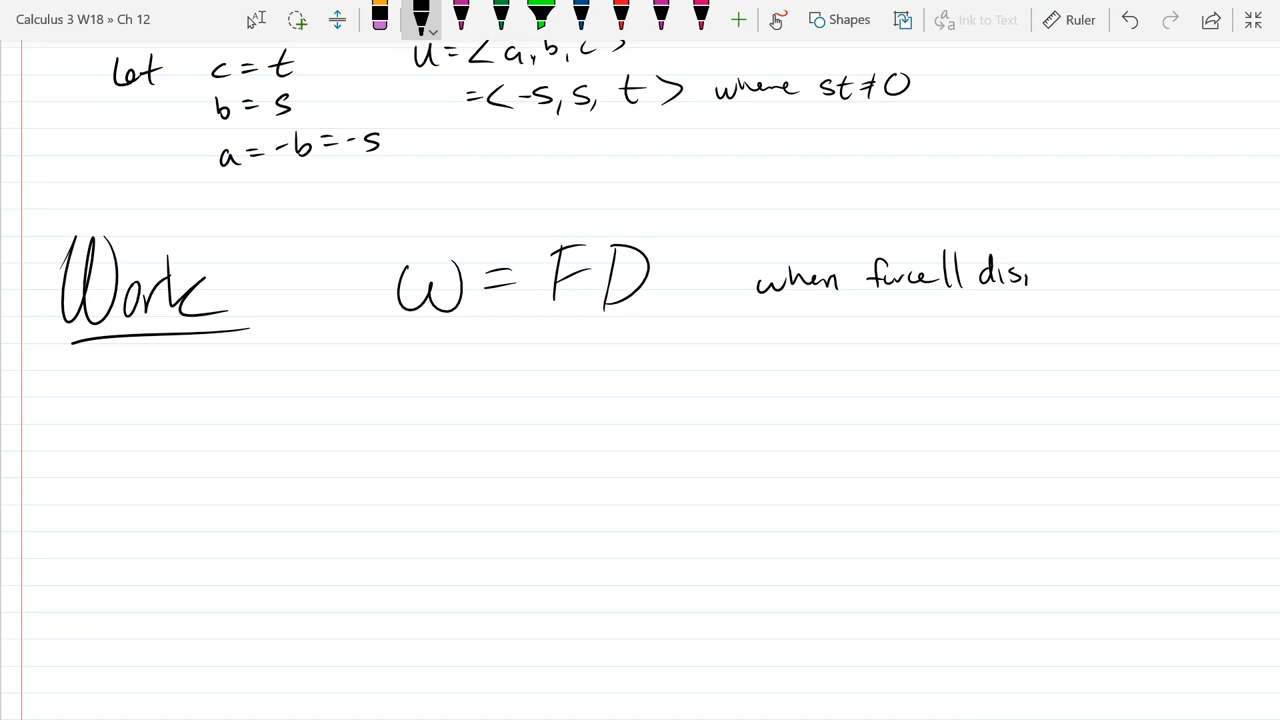 Calculus 3 W18 » Ch 12
Shapes
Ink to Text
Ruler
Let c = t
b = s
a = -b = -s
u = < a, b, c >
= < -s, s, t > where st ≠ 0
Work
W = FD
when force || dis